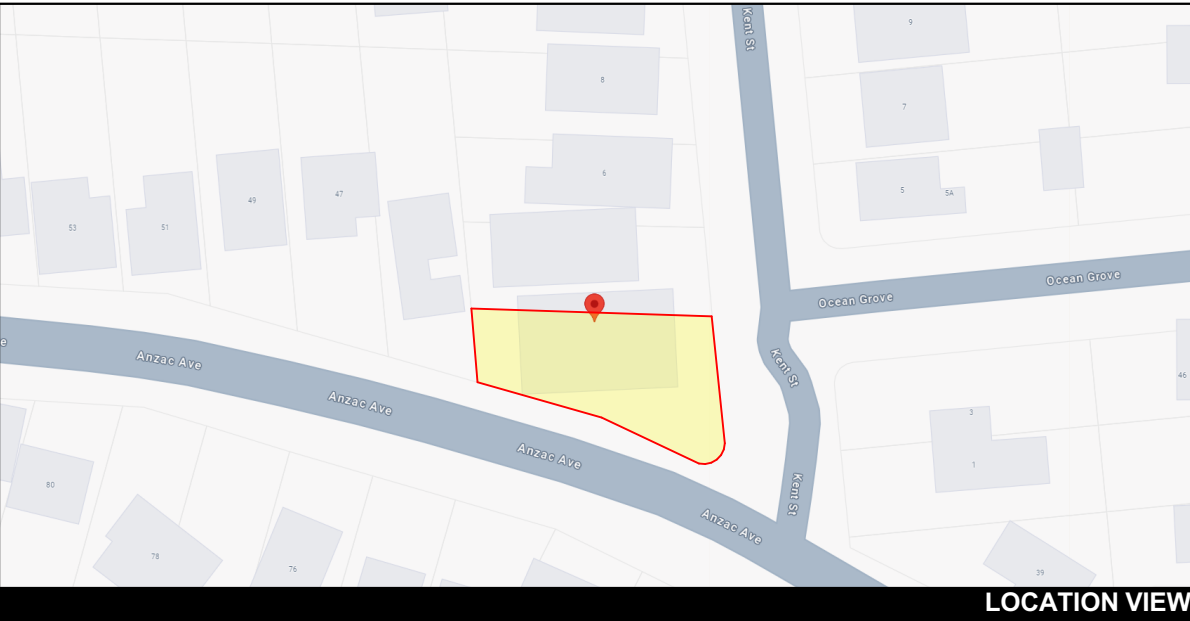 Kent St
9
8
7
6
5
5A
47
49
51
53
Ocean Grove
Ocean Grove
e
Anzac Ave
Anzac Ave
Kent St
46
3
Anzac Ave
1
80
Kent St
Anzac Ave
78
76
39
LOCATION VIEW